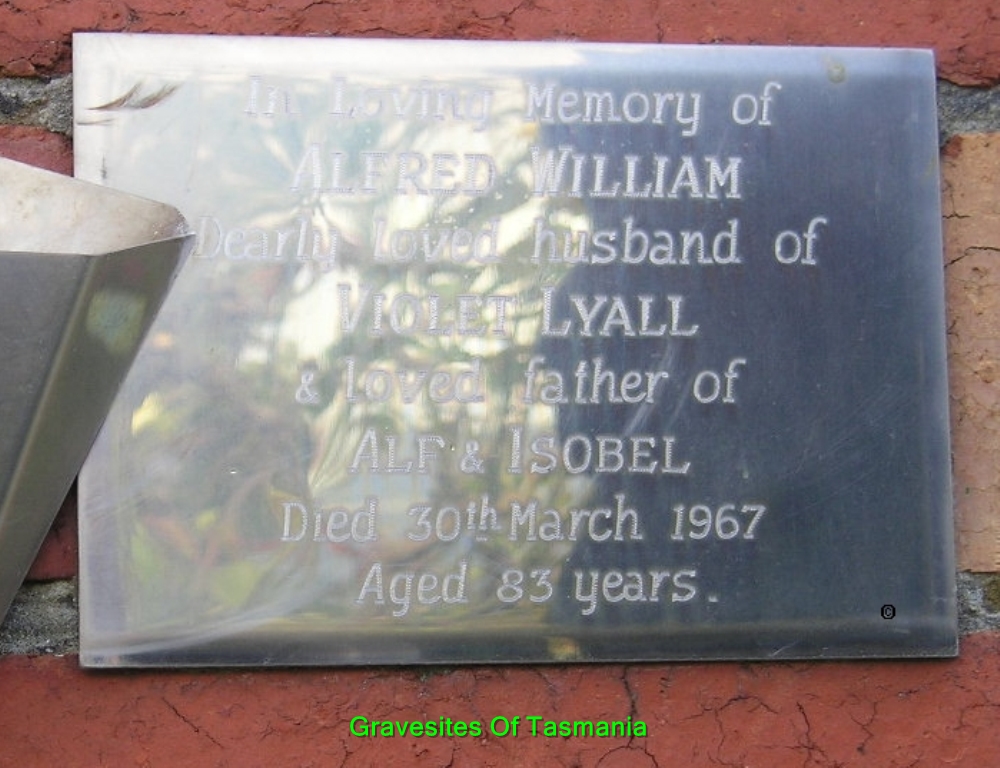 In Loving Memory of
ALFRED WILLIAM
Dearly loved husband of
VIOLET LYALL
& loved father of
ALF & ISOBEL
Died 30th March 1967
Aged 83 years.
©
Gravesites Of Tasmania